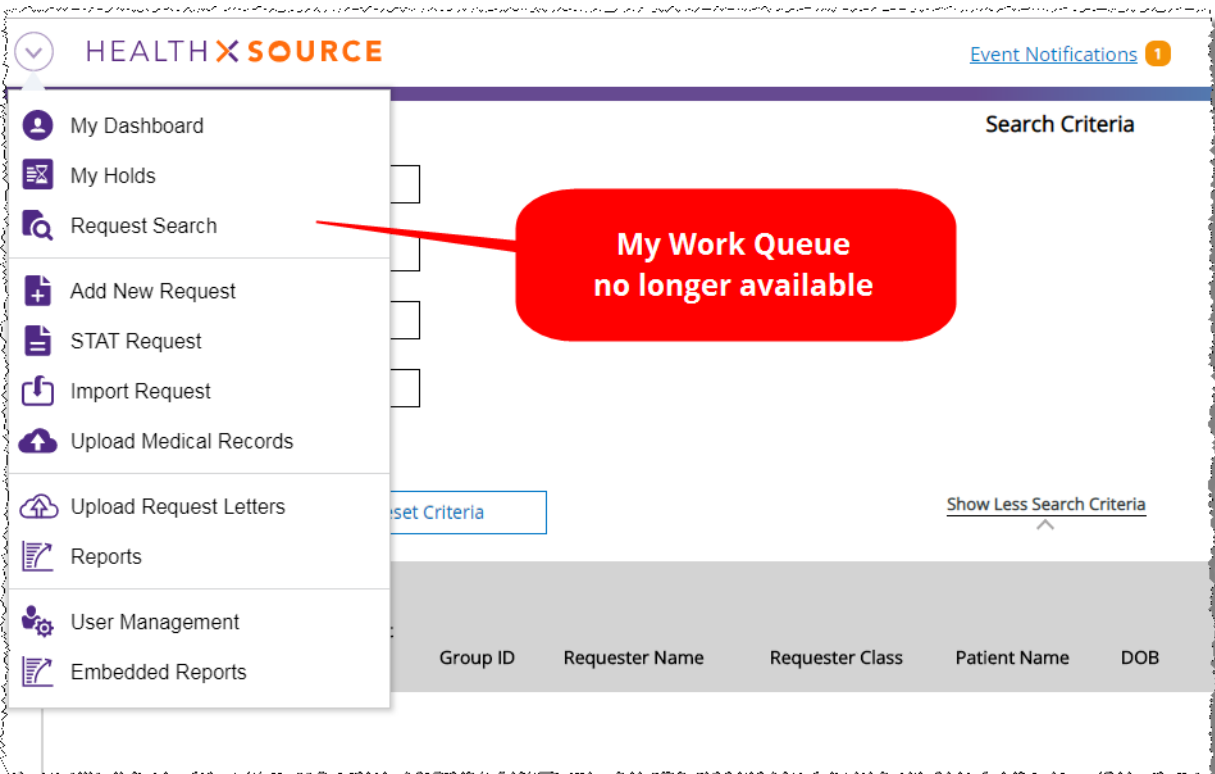 HEALTH SOURCE
Event Notifications 1
My Dashboard
My Holds
Request Search
Add New Request
STAT Request
Import Request
Upload Medical Records
Upload Request Letters
Reports
User Management
Embedded Reports
Search Criteria
My Work Queue
no longer available
Criteria
Show Less Search Criteria
Group ID Requester Name Requester Class Patient Name DOB